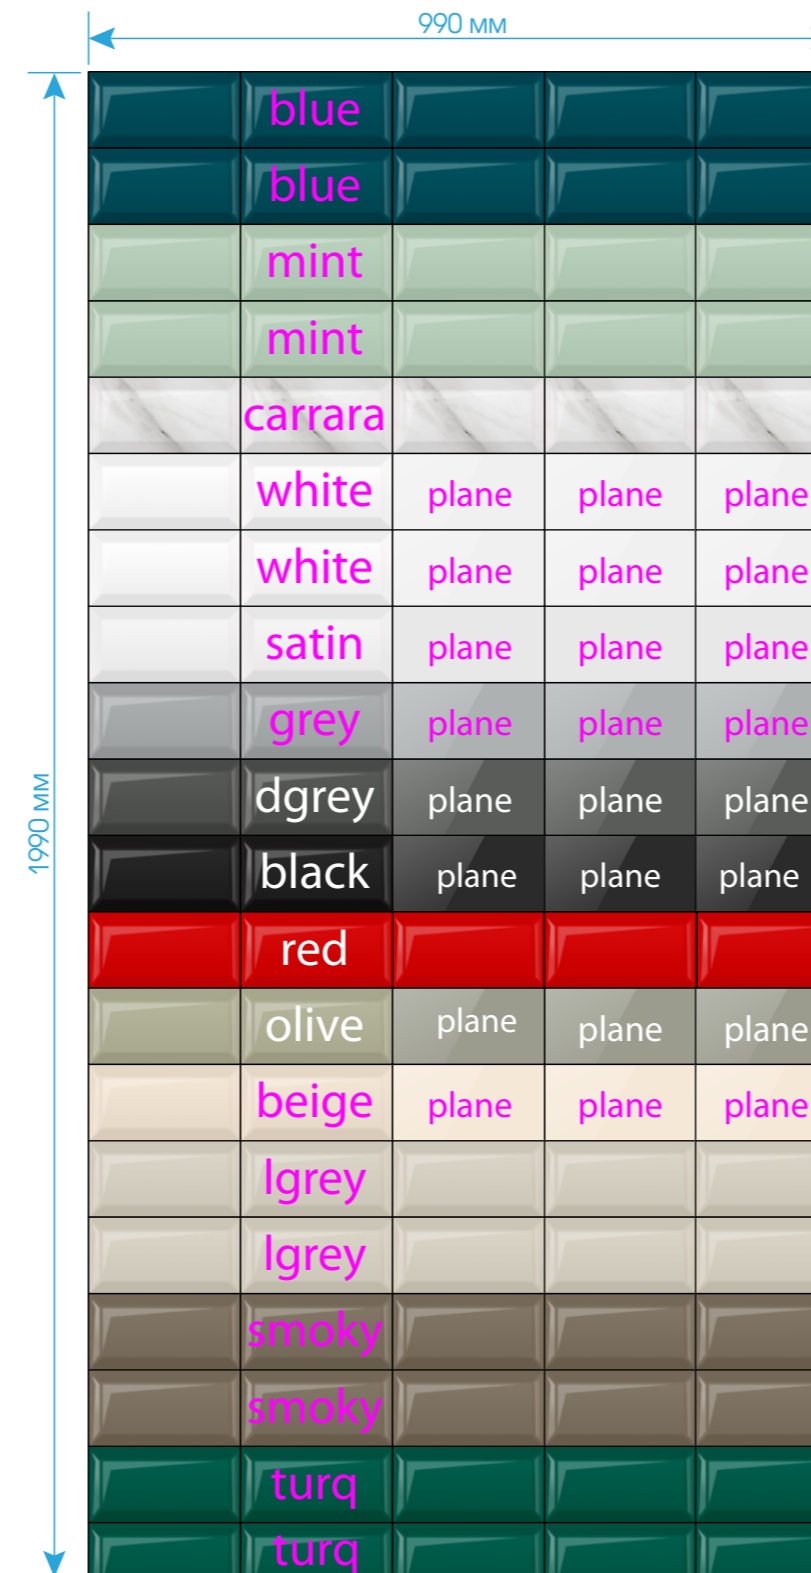 990 мм
1990 мм
blue
blue
mint
mint
carrara
white plane plane plane
white plane plane plane
satin plane plane plane
grey plane plane plane
dgrey plane plane plane
black plane plane plane
red
olive plane plane plane
beige plane plane plane
lgrey
lgrey
smoky
smoky
turq
turq